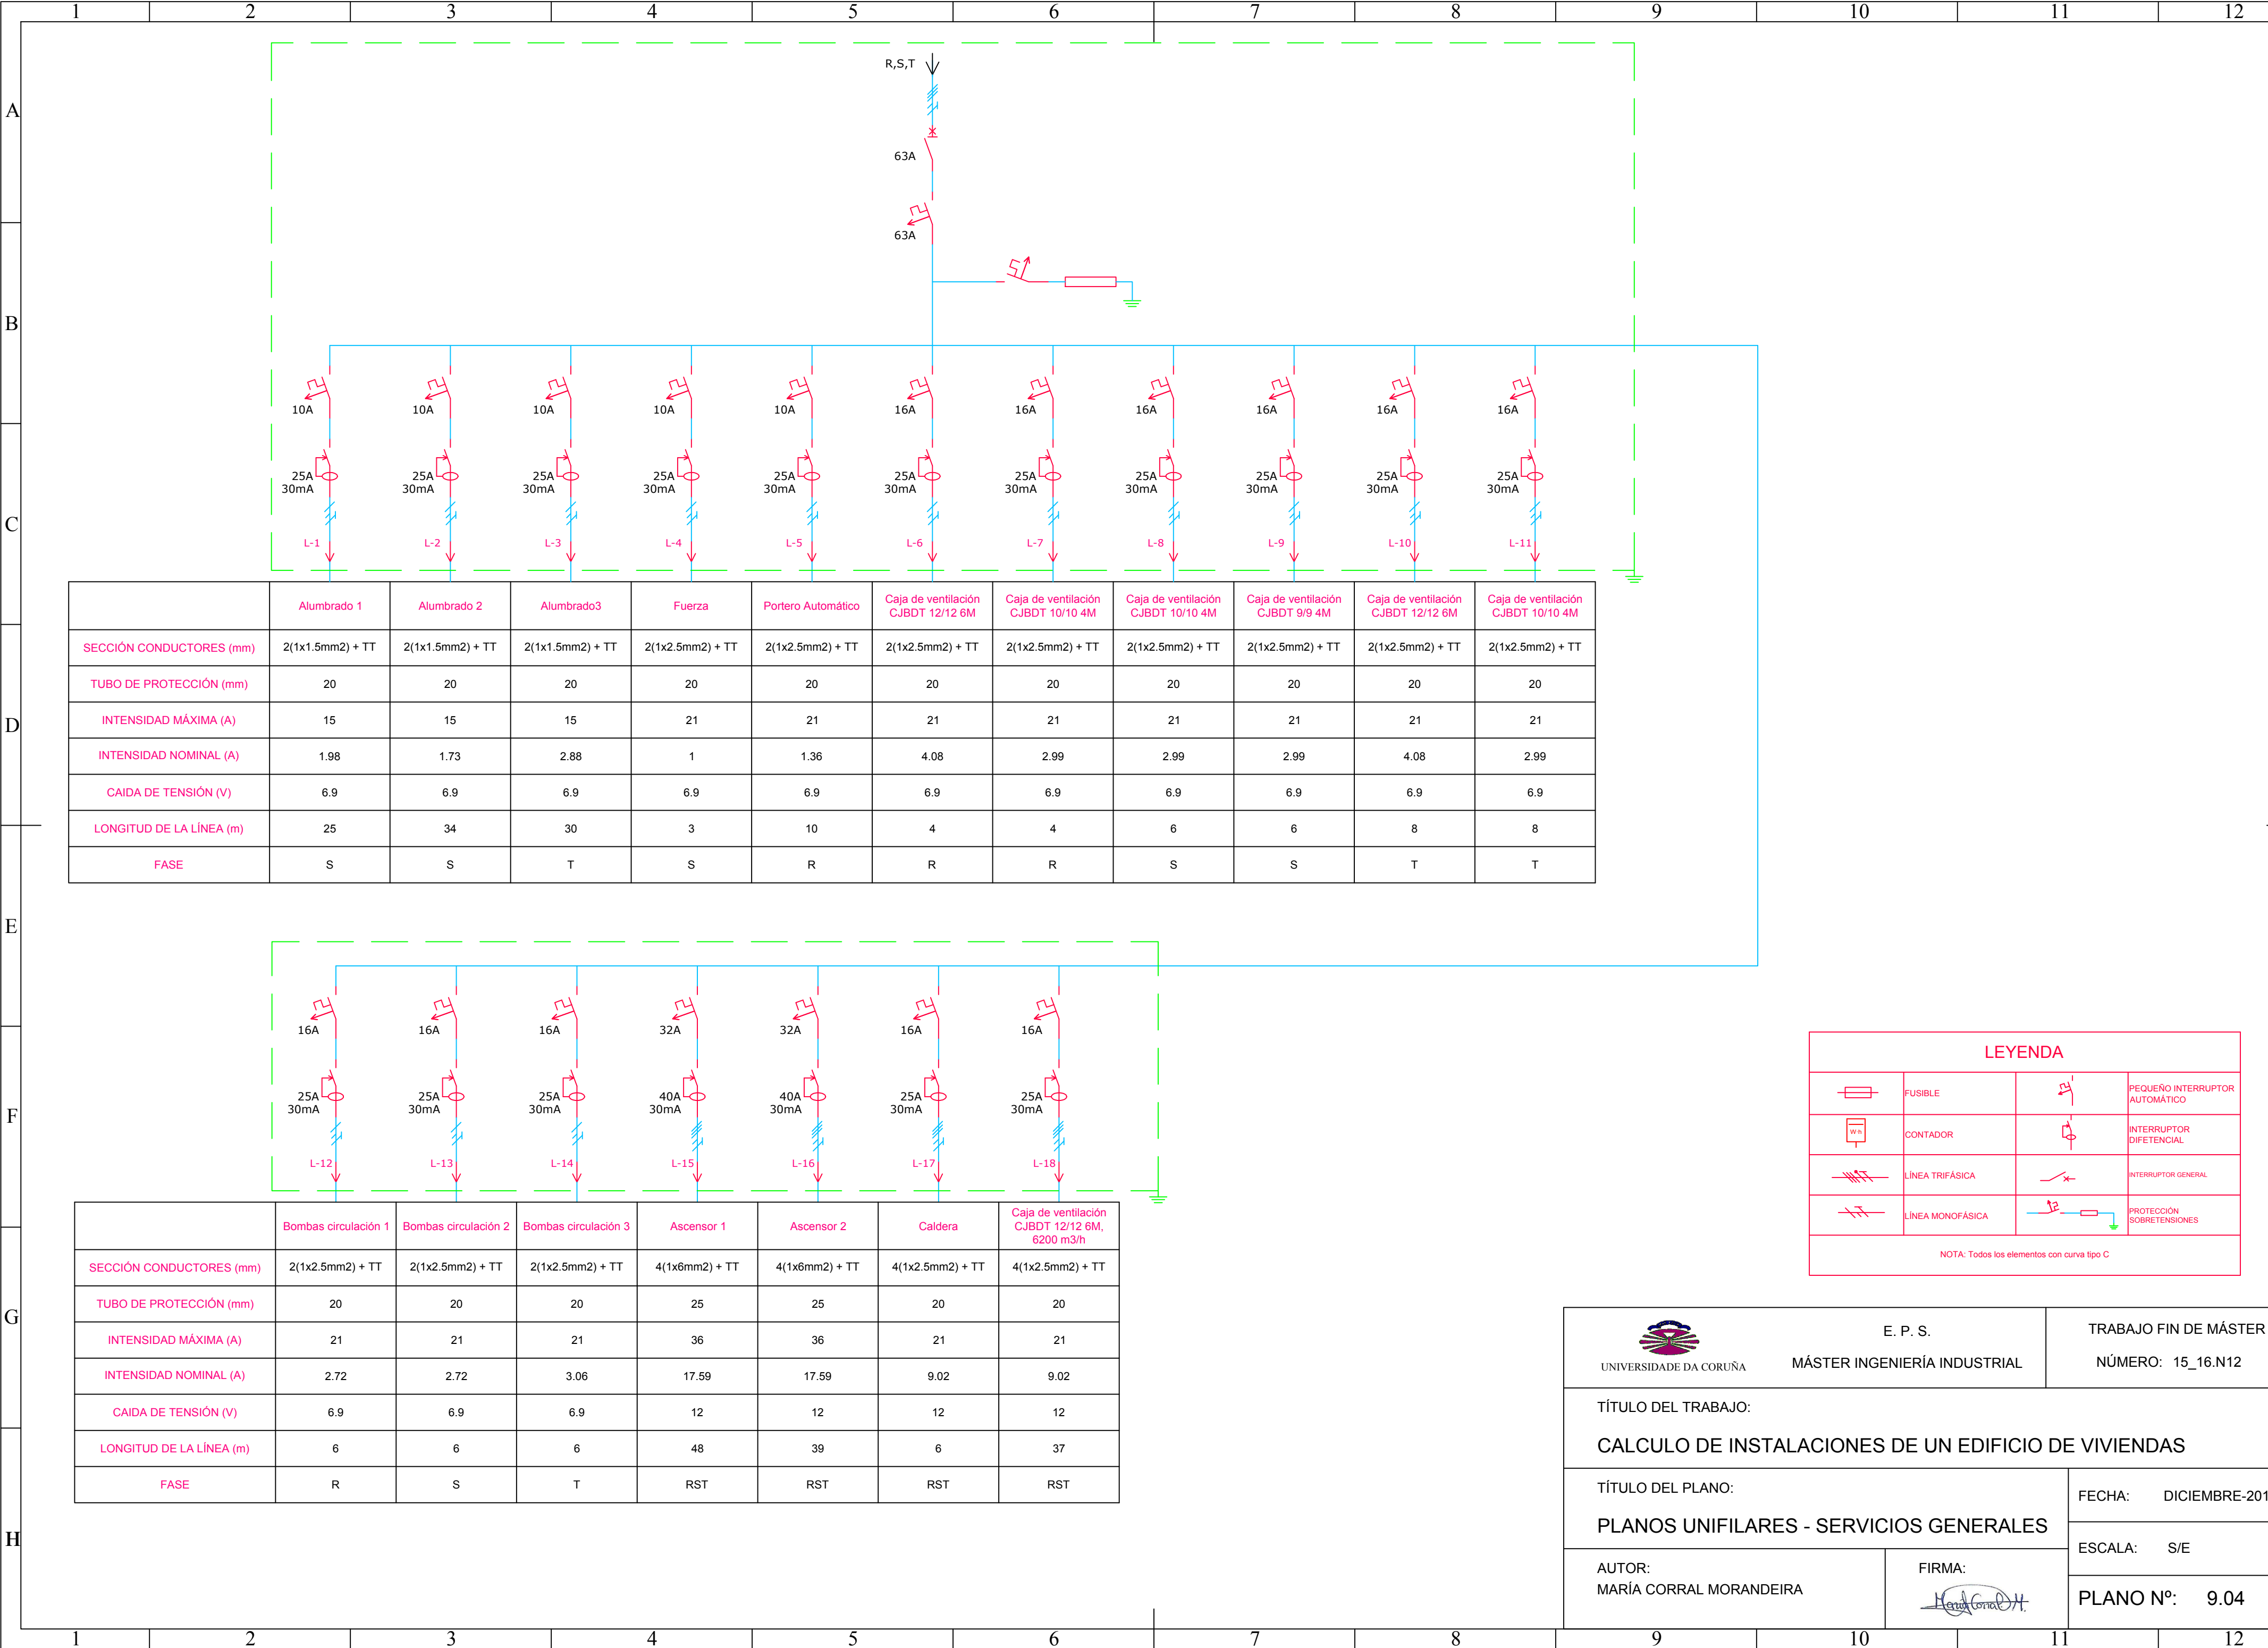 1 2 3 4 5 6 7 8 9 10 11 12
A
B
C
D
E
F
G
H
R,S,T
63A
63A
10A 10A 10A 10A 10A 16A 16A 16A 16A 16A 16A
25A 25A 25A 25A 25A 25A 25A 25A 25A 25A 25A
30mA 30mA 30mA 30mA 30mA 30mA 30mA 30mA 30mA 30mA 30mA
L-1 L-2 L-3 L-4 L-5 L-6 L-7 L-8 L-9 L-10 L-11
Alumbrado 1 Alumbrado 2 Alumbrado3 Fuerza Portero Automático Caja de ventilación CJBDT 12/12 6M Caja de ventilación CJBDT 10/10 4M Caja de ventilación CJBDT 10/10 4M Caja de ventilación CJBDT 9/9 4M Caja de ventilación CJBDT 12/12 6M Caja de ventilación CJBDT 10/10 4M
SECCIÓN CONDUCTORES (mm) 2(1x1.5mm2) + TT 2(1x1.5mm2) + TT 2(1x1.5mm2) + TT 2(1x2.5mm2) + TT 2(1x2.5mm2) + TT 2(1x2.5mm2) + TT 2(1x2.5mm2) + TT 2(1x2.5mm2) + TT 2(1x2.5mm2) + TT 2(1x2.5mm2) + TT 2(1x2.5mm2) + TT
TUBO DE PROTECCIÓN (mm) 20 20 20 20 20 20 20 20 20 20 20
INTENSIDAD MÁXIMA (A) 15 15 15 21 21 21 21 21 21 21 21
INTENSIDAD NOMINAL (A) 1.98 1.73 2.88 1 1.36 4.08 2.99 2.99 2.99 4.08 2.99
CAIDA DE TENSIÓN (V) 6.9 6.9 6.9 6.9 6.9 6.9 6.9 6.9 6.9 6.9 6.9
LONGITUD DE LA LÍNEA (m) 25 34 30 3 10 4 4 6 6 8 8
FASE S S T S R R R S S T T
16A 16A 16A 32A 32A 16A 16A
25A 25A 25A 40A 40A 25A 25A
30mA 30mA 30mA 30mA 30mA 30mA 30mA
L-12 L-13 L-14 L-15 L-16 L-17 L-18
Bombas circulación 1 Bombas circulación 2 Bombas circulación 3 Ascensor 1 Ascensor 2 Caldera Caja de ventilación CJBDT 12/12 6M, 6200 m3/h
SECCIÓN CONDUCTORES (mm) 2(1x2.5mm2) + TT 2(1x2.5mm2) + TT 2(1x2.5mm2) + TT 4(1x6mm2) + TT 4(1x6mm2) + TT 4(1x2.5mm2) + TT 4(1x2.5mm2) + TT
TUBO DE PROTECCIÓN (mm) 20 20 20 25 25 20 20
INTENSIDAD MÁXIMA (A) 21 21 21 36 36 21 21
INTENSIDAD NOMINAL (A) 2.72 2.72 3.06 17.59 17.59 9.02 9.02
CAIDA DE TENSIÓN (V) 6.9 6.9 6.9 12 12 12 12
LONGITUD DE LA LÍNEA (m) 6 6 6 48 39 6 37
FASE R S T RST RST RST RST
LEYENDA
FUSIBLE
PEQUEÑO INTERRUPTOR
AUTOMÁTICO
CONTADOR
INTERRUPTOR
DIFETENCIAL
LÍNEA TRIFÁSICA
INTERRUPTOR GENERAL
LÍNEA MONOFÁSICA
PROTECCIÓN
SOBRETENSIONES
NOTA: Todos los elementos con curva tipo C
UNIVERSIDADE DA CORUÑA
E. P. S.
MÁSTER INGENIERÍA INDUSTRIAL
TRABAJO FIN DE MÁSTER
NÚMERO: 15_16.N12
TÍTULO DEL TRABAJO:
CALCULO DE INSTALACIONES DE UN EDIFICIO DE VIVIENDAS
TÍTULO DEL PLANO:
PLANOS UNIFILARES - SERVICIOS GENERALES
FECHA: DICIEMBRE-201
ESCALA: S/E
AUTOR:
MARÍA CORRAL MORANDEIRA
FIRMA:
María Corral M.
PLANO Nº: 9.04
1 2 3 4 5 6 7 8 9 10 11 12